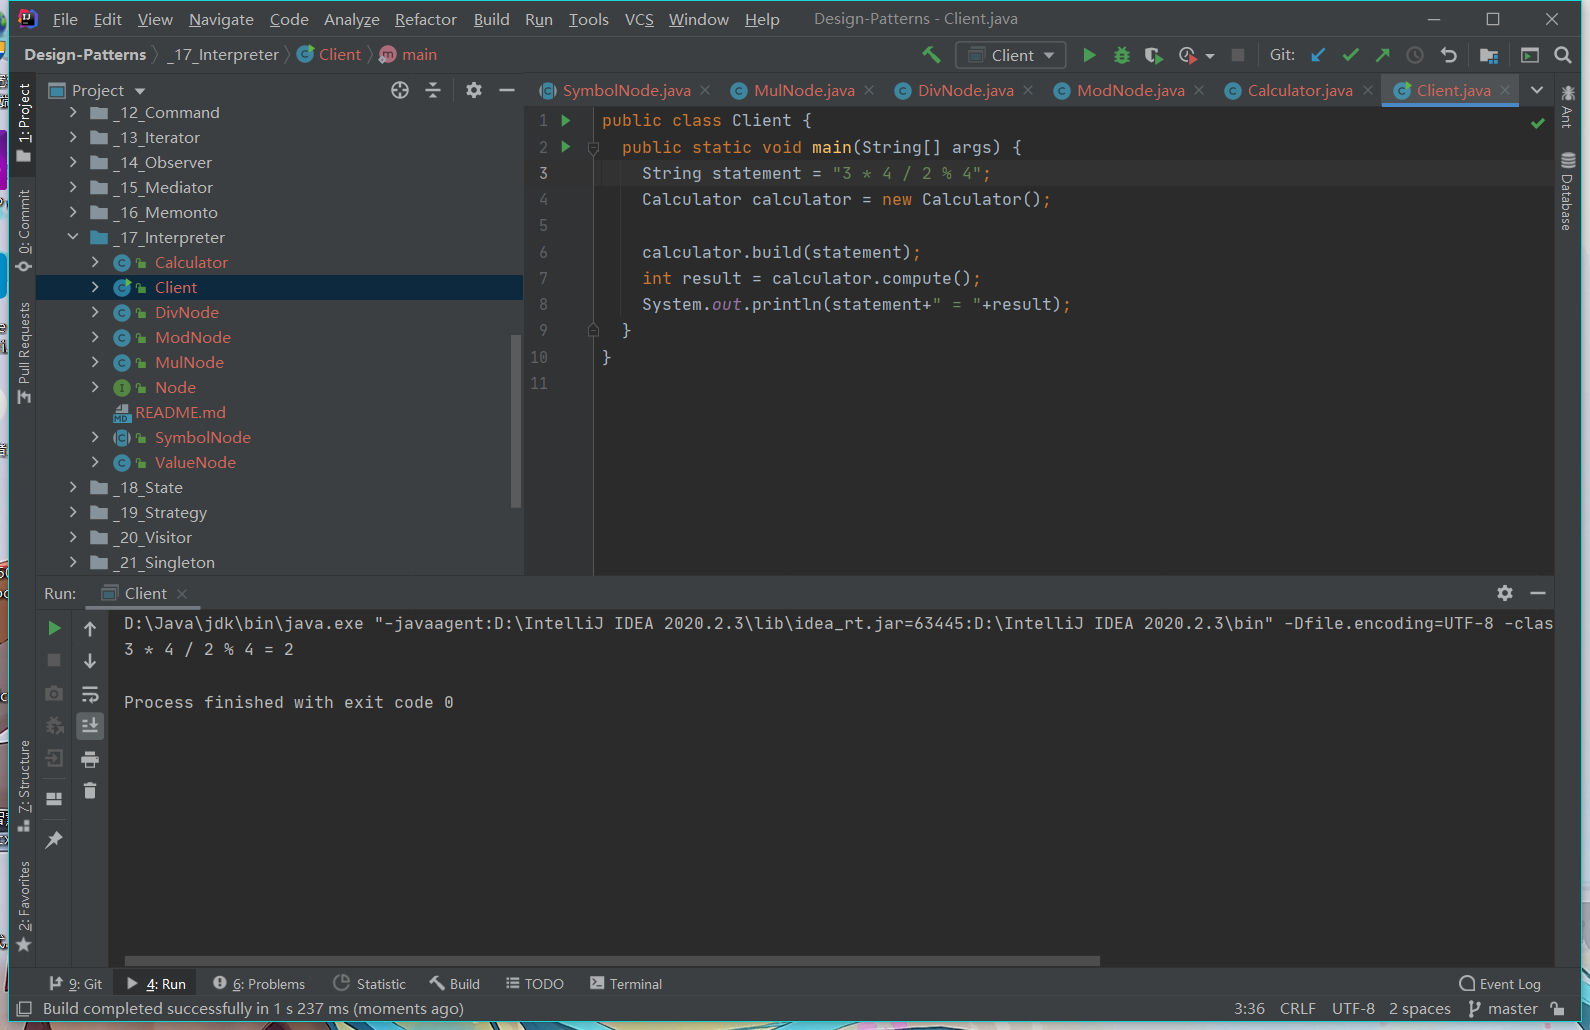 File Edit View Navigate Code Analyze Refactor Build Run Tools VCS Window Help Design-Patterns - Client.java
Design-Patterns _17_Interpreter Client main Client Git:
Project
SymbolNode.java MulNode.java DivNode.java ModNode.java Calculator.java Client.java
_12_Command
_13_Iterator
_14_Observer
_15_Mediator
_16_Memonto
_17_Interpreter
Calculator
Client
DivNode
ModNode
MulNode
Node
README.md
SymbolNode
ValueNode
_18_State
_19_Strategy
_20_Visitor
_21_Singleton
1 public class Client {
2 public static void main(String[] args) {
3 String statement = "3 * 4 / 2 % 4";
4 Calculator calculator = new Calculator();
5
6 calculator.build(statement);
7 int result = calculator.compute();
8 System.out.println(statement+" = "+result);
9 }
10 }
11
1: Project
0: Commit
Pull Requests
7: Structure
2: Favorites
Ant
Database
Run: Client
D:\Java\jdk\bin\java.exe "-javaagent:D:\IntelliJ IDEA 2020.2.3\lib\idea_rt.jar=63445:D:\IntelliJ IDEA 2020.2.3\bin" -Dfile.encoding=UTF-8 -clas
3 * 4 / 2 % 4 = 2
Process finished with exit code 0
9: Git 4: Run 6: Problems Statistic Build TODO Terminal Event Log
Build completed successfully in 1 s 237 ms (moments ago) 3:36 CRLF UTF-8 2 spaces master